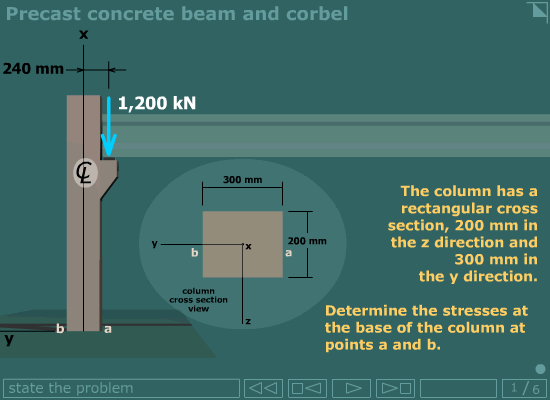 Precast concrete beam and corbel
x
240 mm
1,200 kN
℄
300 mm
y
x
200 mm
b
a
column
cross section
view
z
The column has a
rectangular cross
section, 200 mm in
the z direction and
300 mm in
the y direction.
Determine the stresses at
the base of the column at
points a and b.
b
a
y
state the problem
1 / 6